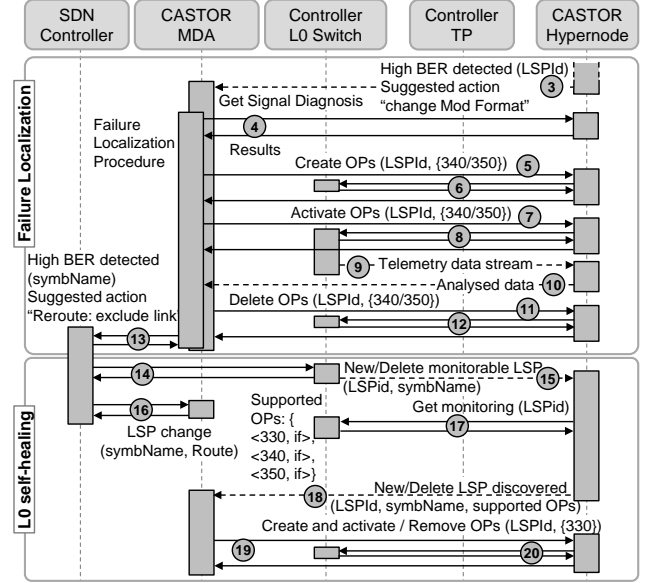 SDN
Controller
CASTOR
MDA
Controller
L0 Switch
Controller
TP
CASTOR
Hypernode
Failure Localization
High BER detected (LSPId)
3
Suggested action
“change Mod Format”
Get Signal Diagnosis
4
Failure
Localization
Procedure
Results
Create OPs (LSPId, {340/350})
5
6
Activate OPs (LSPId, {340/350})
7
8
9
Telemetry data stream
10
Analysed data
High BER detected
(symbName)
Suggested action
“Reroute: exclude link”
Delete OPs (LSPId, {340/350})
11
12
13
L0 self-healing
14
New/Delete monitorable LSP
(LSPid, symbName)
15
16
LSP change
(symbName, Route)
Supported
OPs: {
<330, if>,
<340, if>,
<350, if>}
Get monitoring (LSPid)
17
18
New/Delete LSP discovered
(LSPId, symbName, supported OPs)
Create and activate / Remove OPs (LSPId, {330})
19
20